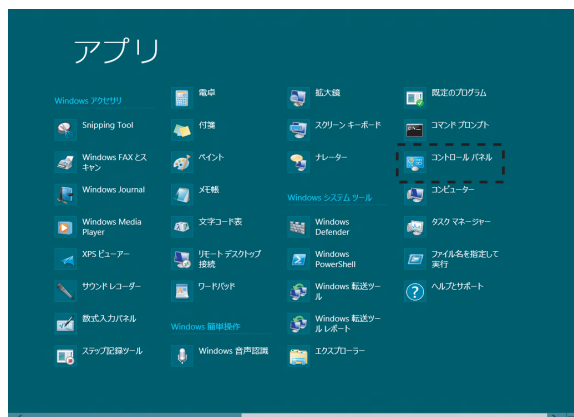 アプリ
Windows アクセサリ
Snipping Tool
Windows FAX とス
キャン
Windows Journal
Windows Media
Player
XPS ビューアー
サウンド レコーダー
数式入力パネル
ステップ記録ツール
電卓
付箋
ペイント
メモ帳
文字コード表
リモート デスクトップ
接続
ワードパッド
Windows 簡単操作
Windows 音声認識
拡大鏡
スクリーン キーボード
ナレーター
Windows システム ツール
Windows
Defender
Windows
PowerShell
Windows 転送ツー
ル
Windows 転送ツー
ル レポート
エクスプローラー
既定のプログラム
コマンド プロンプト
コントロール パネル
コンピューター
タスク マネージャー
ファイル名を指定して
実行
ヘルプとサポート